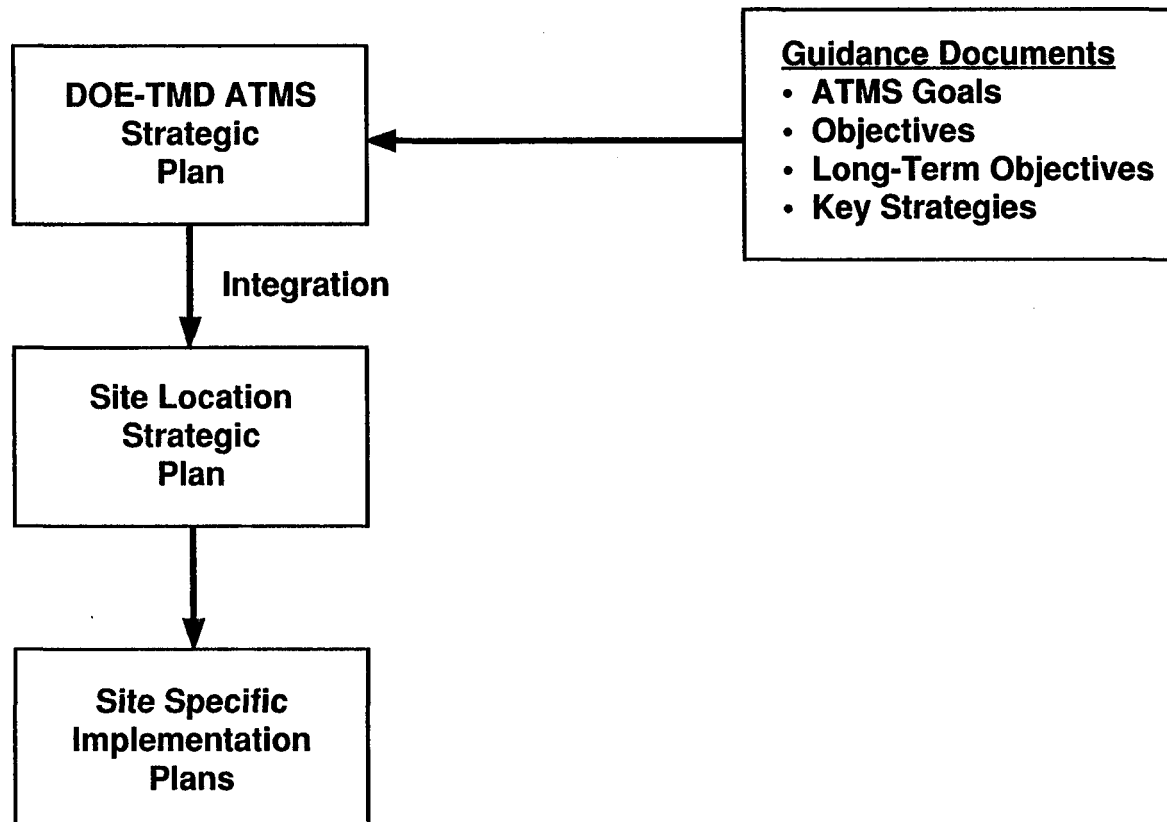 DOE-TMD ATMS
Strategic
Plan
Guidance Documents
• ATMS Goals
• Objectives
• Long-Term Objectives
• Key Strategies
Integration
Site Location
Strategic
Plan
Site Specific
Implementation
Plans